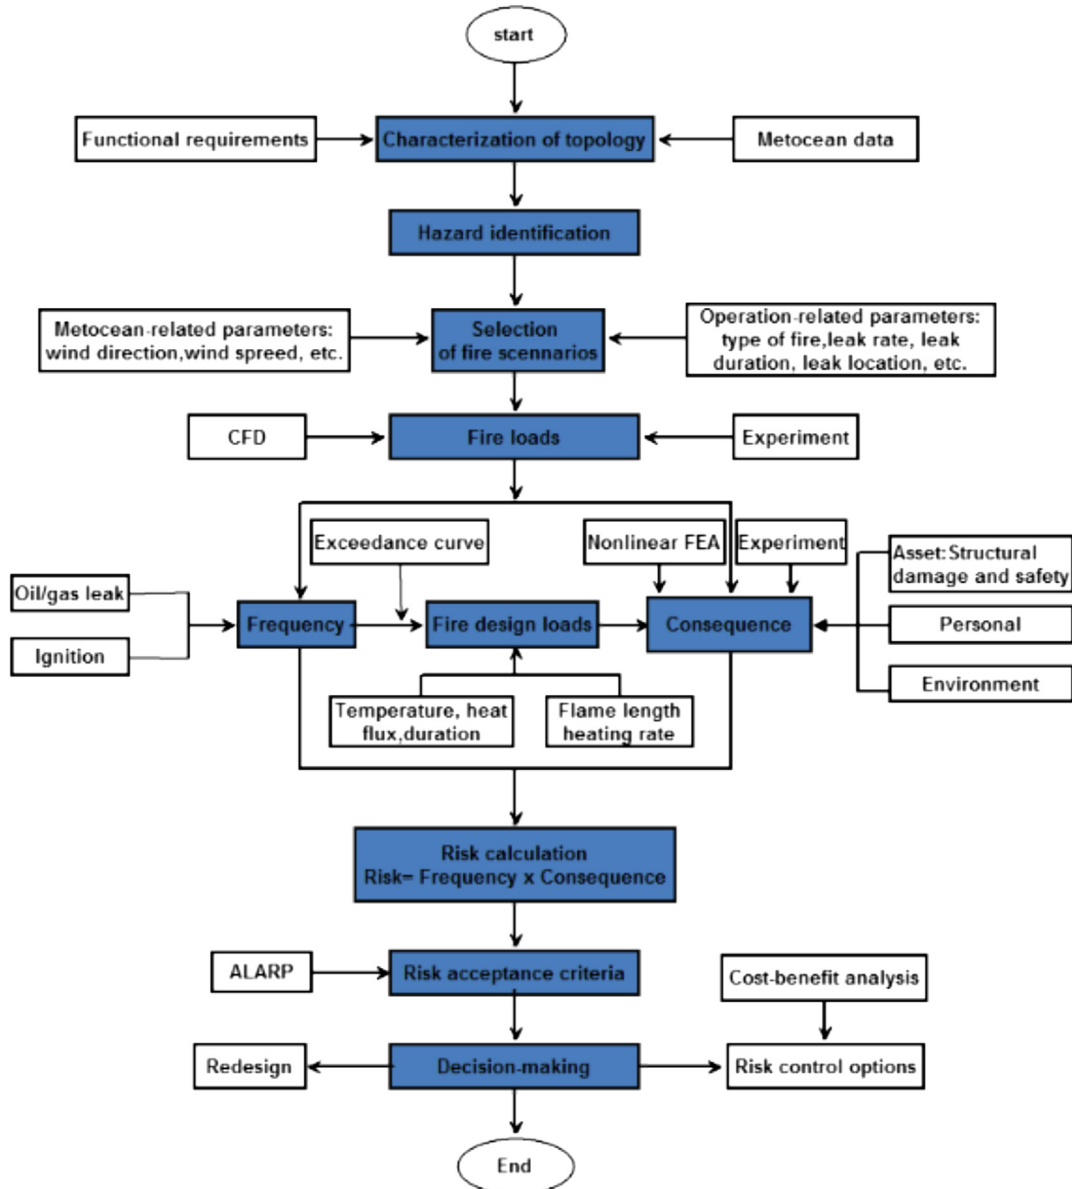 start
Functional requirements
Characterization of topology
Metocean data
Hazard identification
Metocean-related parameters:
wind direction,wind spreed, etc.
Selection
of fire scennarios
Operation-related parameters:
type of fire,leak rate, leak
duration, leak location, etc.
CFD
Fire loads
Experiment
Exceedance curve
Nonlinear FEA
Experiment
Asset:Structural
damage and safety
Oil/gas leak
Frequency
Fire design loads
Consequence
Personal
Ignition
Environment
Temperature, heat
flux,duration
Flame length
heating rate
Risk calculation
Risk= Frequency x Consequence
ALARP
Risk acceptance criteria
Cost-benefit analysis
Redesign
Decision-making
Risk control options
End